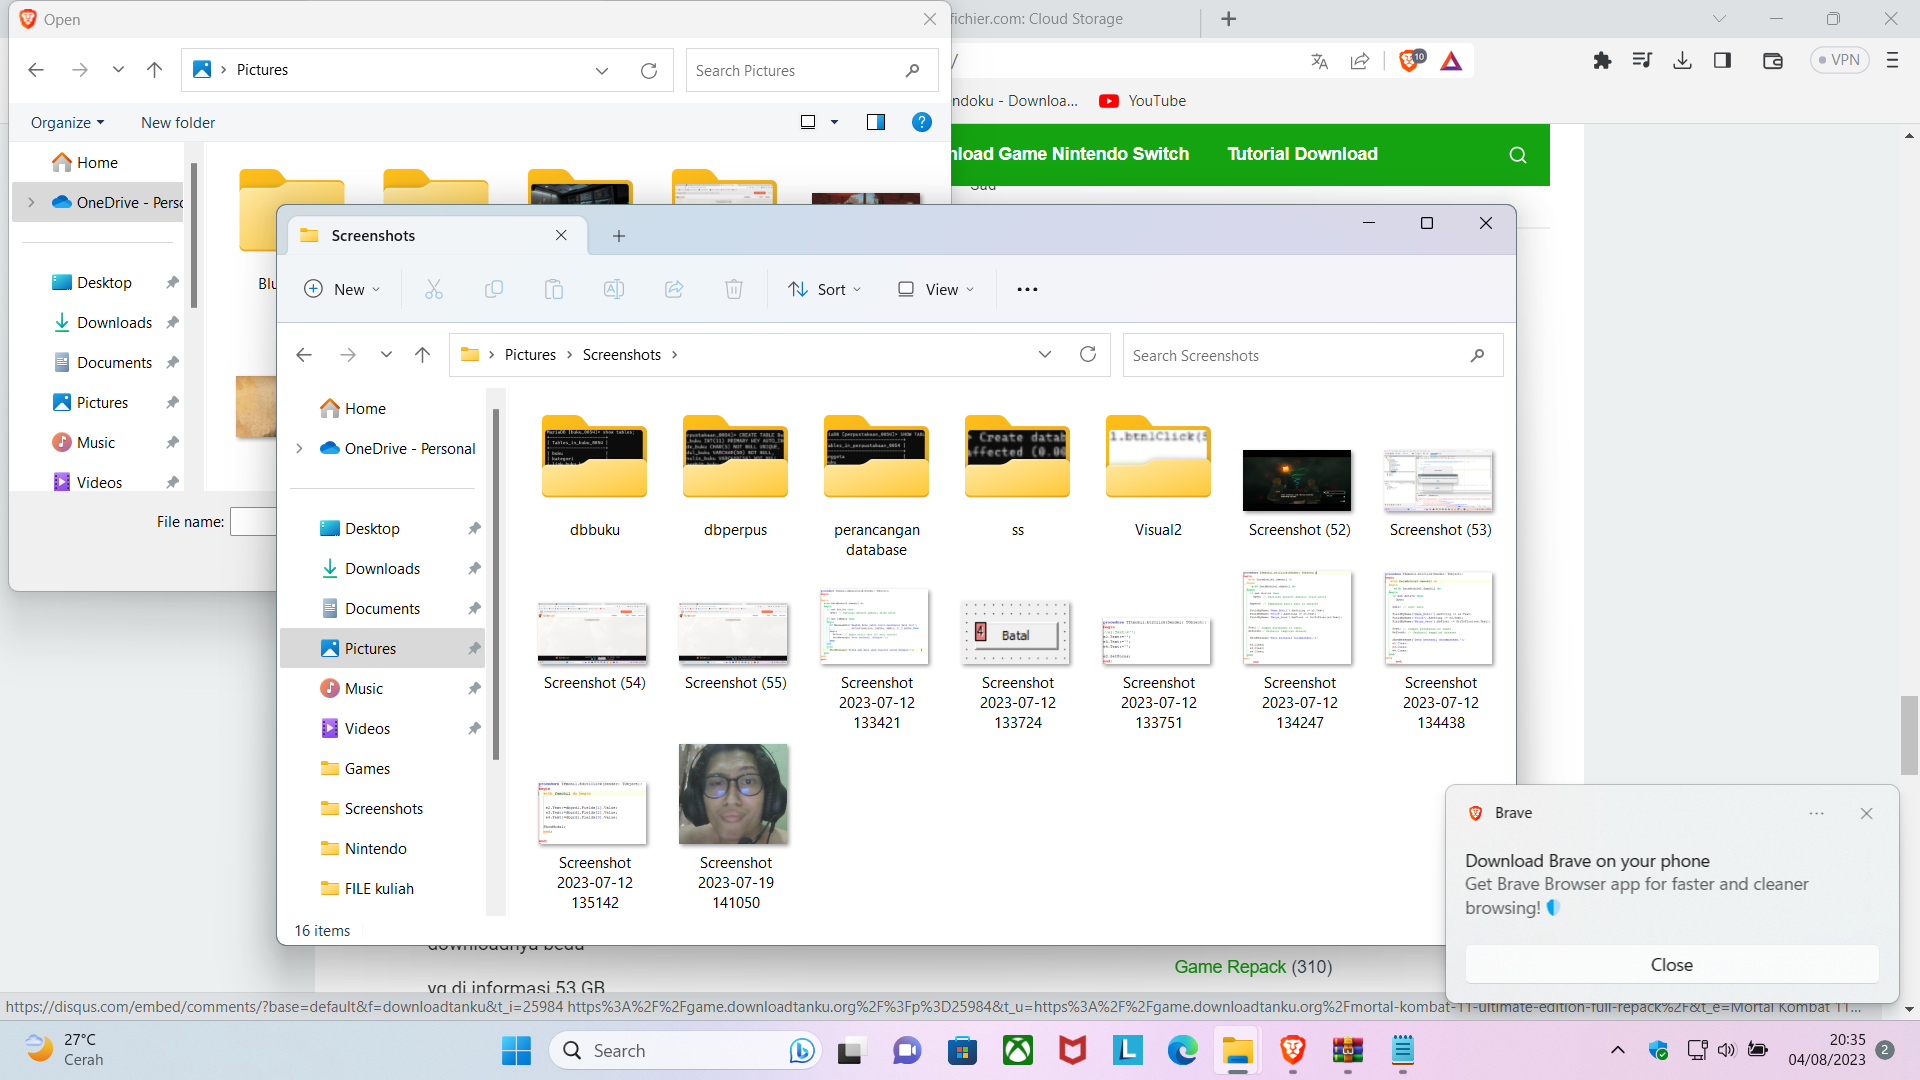 Open
fichier.com: Cloud Storage
Pictures
Search Pictures
10
VPN
ndoku - Downloa...
YouTube
Organize
New folder
nload Game Nintendo Switch
Tutorial Download
Sad
Home
OneDrive - Perso
Desktop
Downloads
Documents
Pictures
Music
Videos
Blu
File name:
Screenshots
New
Sort
View
Pictures
Screenshots
Search Screenshots
Home
OneDrive - Personal
Desktop
Downloads
Documents
Pictures
Music
Videos
Games
Screenshots
Nintendo
FILE kuliah
dbbuku
dbperpus
perancangan
database
ss
Visual2
Screenshot (52)
Screenshot (53)
Screenshot (54)
Screenshot (55)
Screenshot
2023-07-12
133421
Batal
Screenshot
2023-07-12
133724
Screenshot
2023-07-12
133751
Screenshot
2023-07-12
134247
Screenshot
2023-07-12
134438
Screenshot
2023-07-12
135142
Screenshot
2023-07-19
141050
16 items
downloadnya beda
yg di informasi 53 GB
Game Repack (310)
Brave
Download Brave on your phone
Get Brave Browser app for faster and cleaner
browsing!
Close
https://disqus.com/embed/comments/?base=default&f=downloadtanku&t_i=25984 https%3A%2F%2Fgame.downloadtanku.org%2F%3Fp%3D25984&t_u=https%3A%2F%2Fgame.downloadtanku.org%2Fmortal-kombat-11-ultimate-edition-full-repack%2F&t_e=Mortal Kombat 11...
27°C
Cerah
Search
20:35
04/08/2023
2